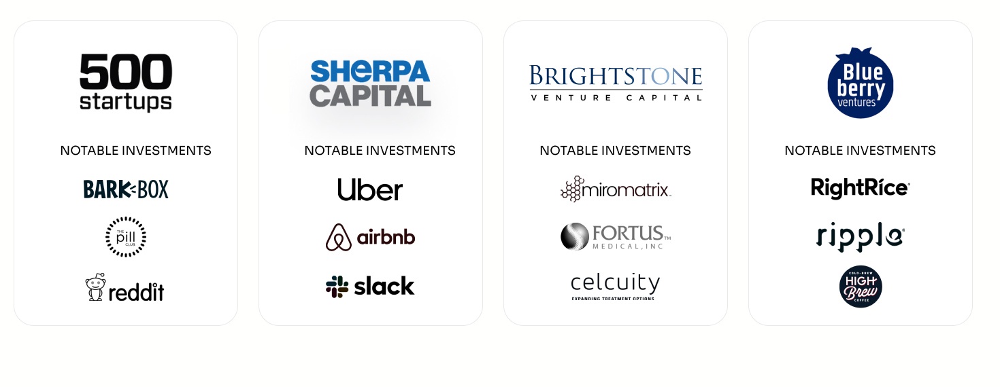 500
startups
NOTABLE INVESTMENTS
BARK BOX
THE
pill
CLUB
reddit
SHERPA
CAPITAL
NOTABLE INVESTMENTS
Uber
airbnb
slack
BRIGHTSTONE
VENTURE CAPITAL
NOTABLE INVESTMENTS
miromatrix™
FORTUS™
MEDICAL, INC
celcuity
EXPANDING TREATMENT OPTIONS
Blue
berry
ventures
NOTABLE INVESTMENTS
RightRíce®
ripple®
COLD-BREW
HIGH
Brew
COFFEE